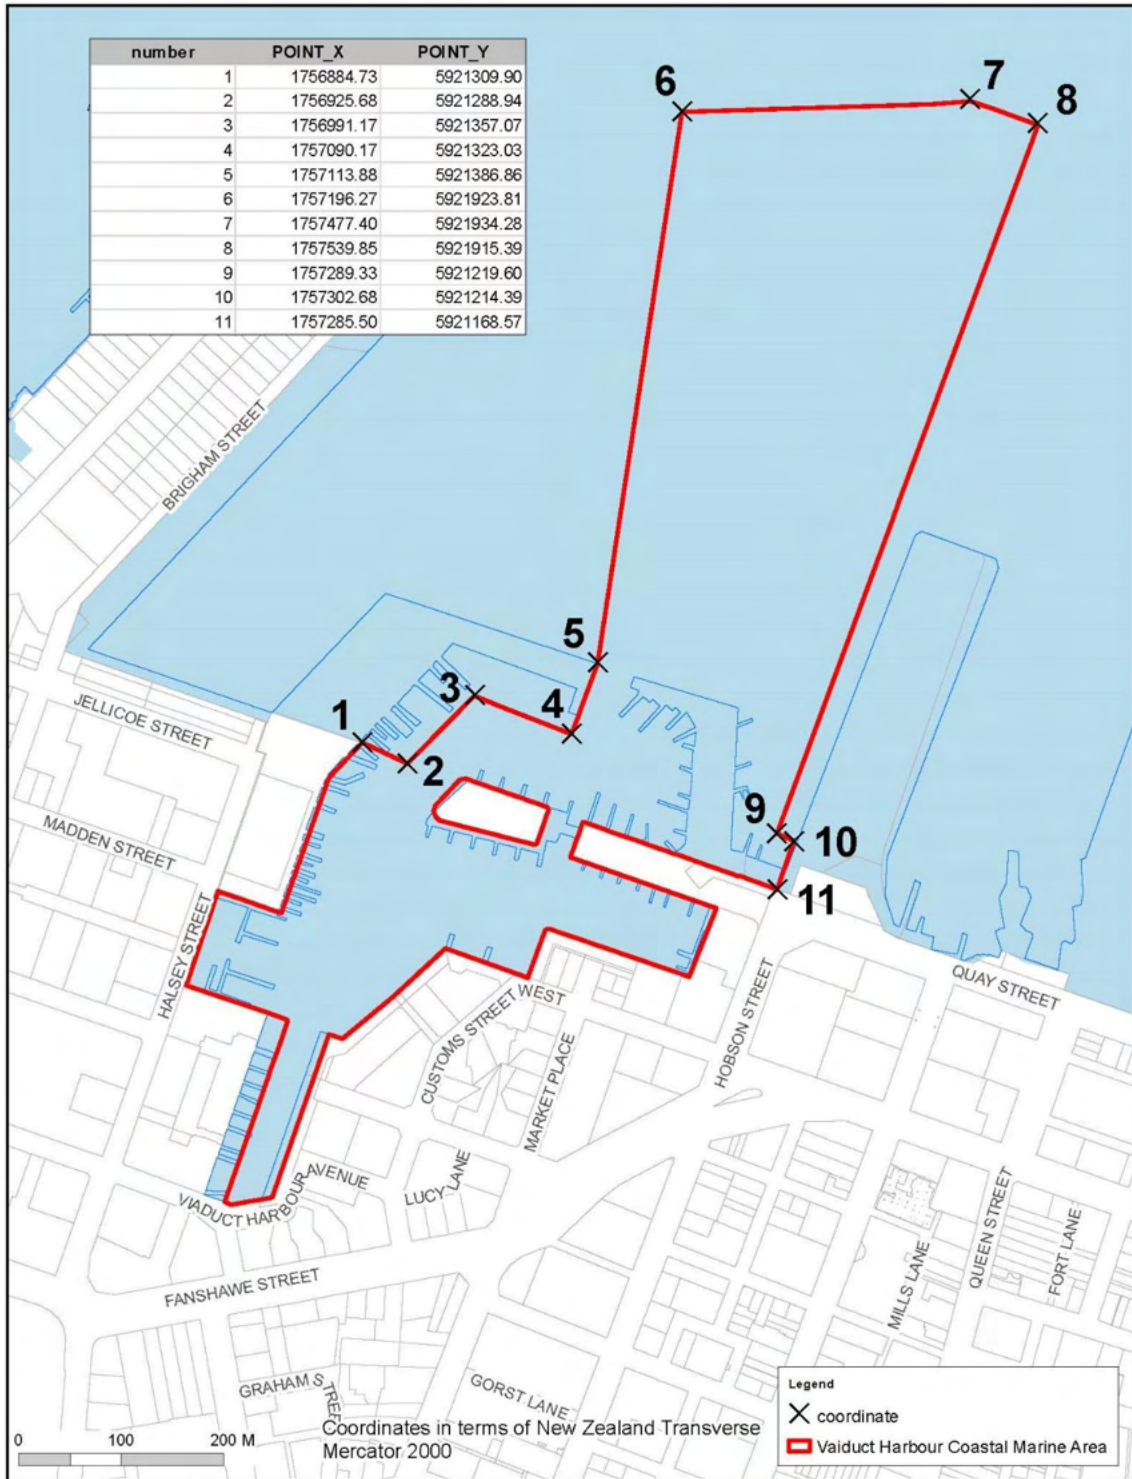 number POINT_X POINT_Y
1 1756884.73 5921309.90
2 1756925.68 5921288.94
3 1756991.17 5921357.07
4 1757090.17 5921323.03
5 1757113.88 5921386.86
6 1757196.27 5921923.81
7 1757477.40 5921934.28
8 1757539.85 5921915.39
9 1757289.33 5921219.60
10 1757302.68 5921214.39
11 1757285.50 5921168.57
6
7
8
BRIGHAM STREET
5
3
4
1
2
JELLICOE STREET
9
10
MADDEN STREET
11
HALSEY STREET
QUAY STREET
WEST
CUSTOMS STREET
MARKET PLACE
HOBSON STREET
AVENUE
LUCY LANE
VIADUCT HARBOUR
QUEEN STREET
FORT LANE
MILLS LANE
FANSHAWE STREET
GRAHAM STREE
GORST LANE
Legend
coordinate
Vaiduct Harbour Coastal Marine Area
Coordinates in terms of New Zealand Transverse
Mercator 2000
0 100 200 M